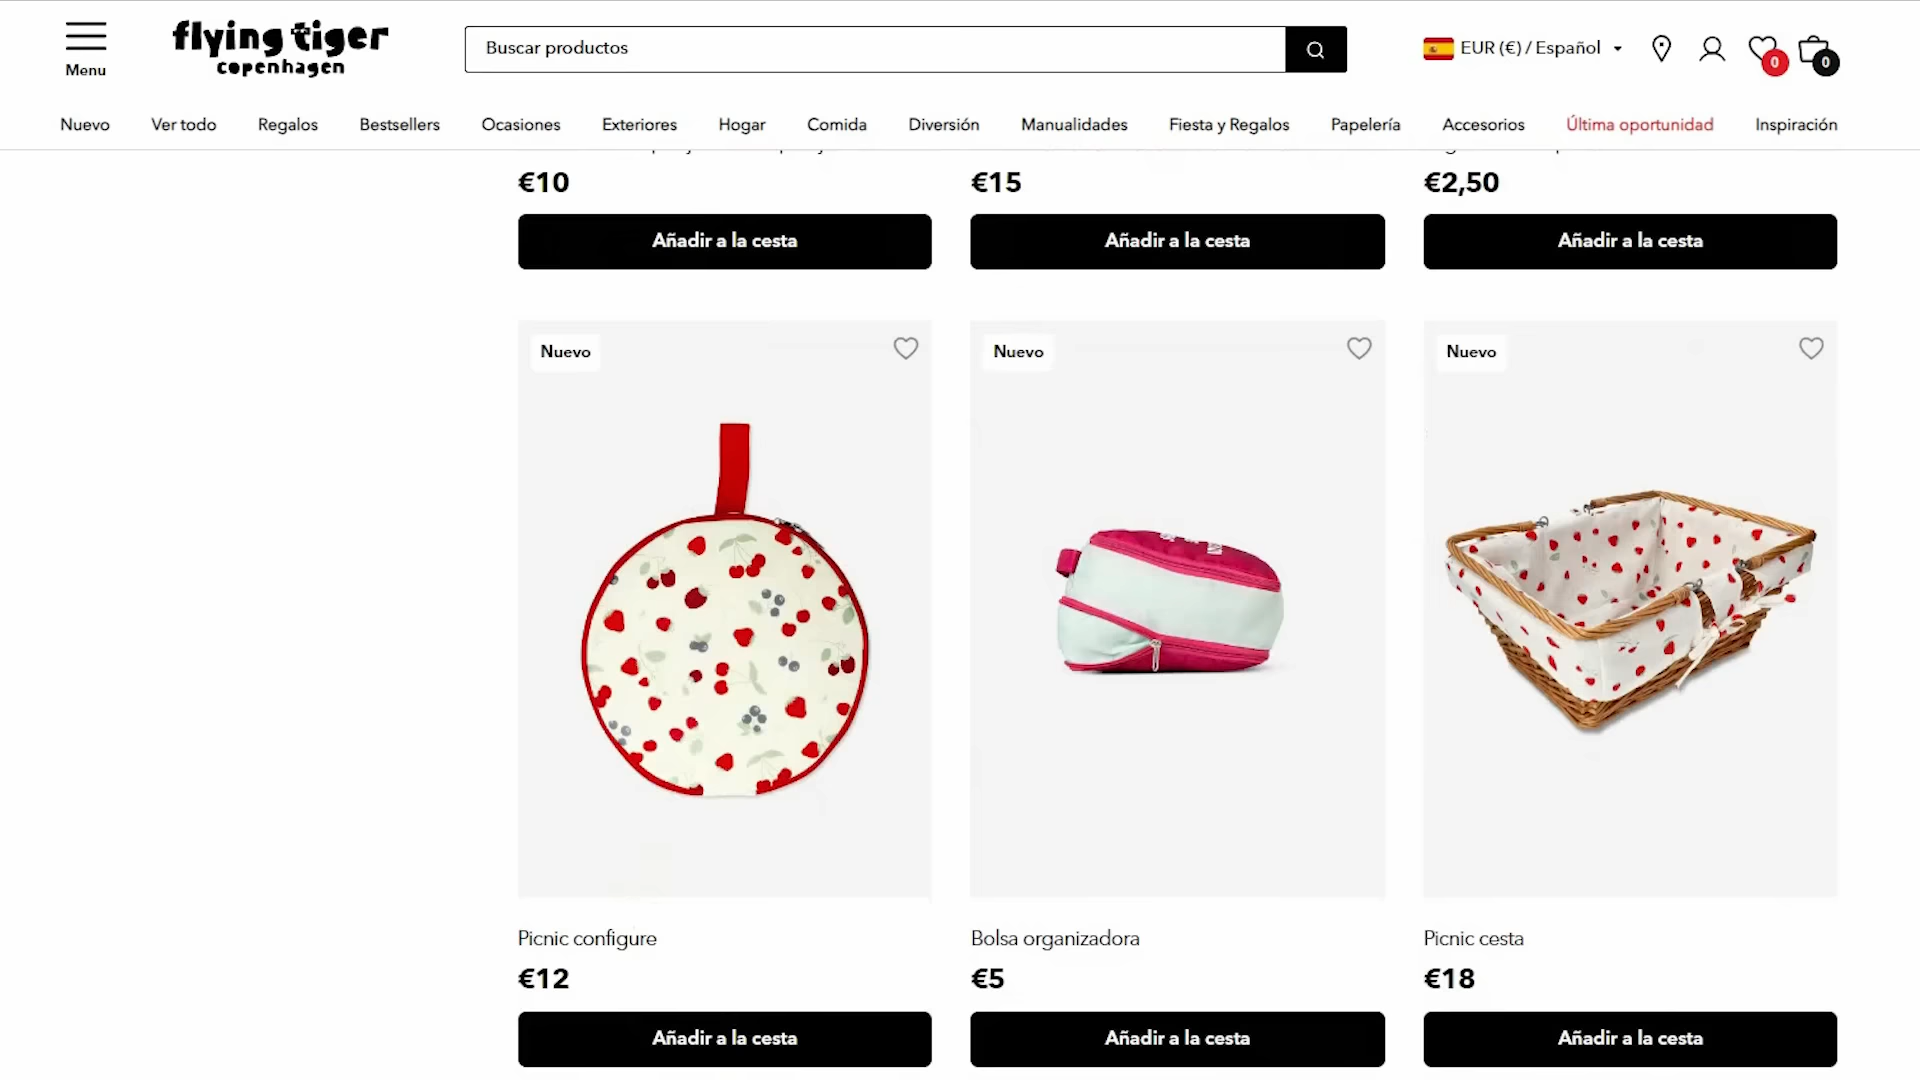 Menu
flying tiger
copenhagen
Buscar productos
EUR (€) / Español
0
0
Nuevo
Ver todo
Regalos
Bestsellers
Ocasiones
Exteriores
Hogar
Comida
Diversión
Manualidades
Fiesta y Regalos
Papelería
Accesorios
Última oportunidad
Inspiración
€10
€15
€2,50
Añadir a la cesta
Añadir a la cesta
Añadir a la cesta
Nuevo
Nuevo
Nuevo
Picnic configure
Bolsa organizadora
Picnic cesta
€12
€5
€18
Añadir a la cesta
Añadir a la cesta
Añadir a la cesta